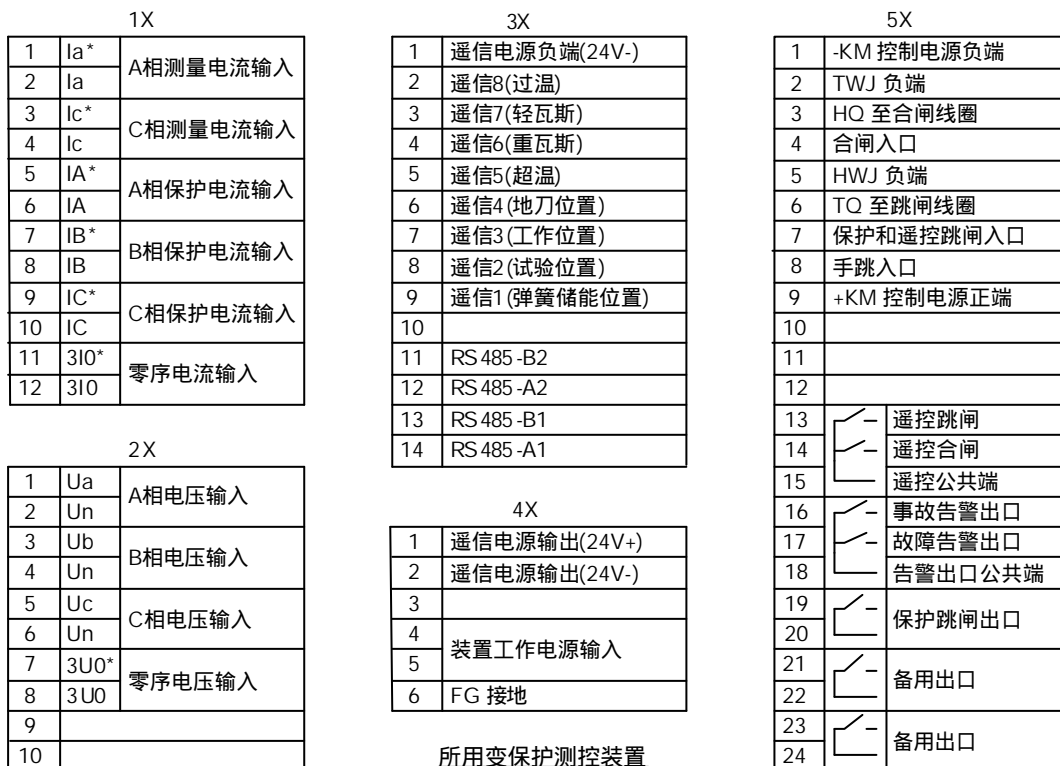 1X
1 Ia* A相测量电流输入
2 Ia
3 Ic* C相测量电流输入
4 Ic
5 IA* A相保护电流输入
6 IA
7 IB* B相保护电流输入
8 IB
9 IC* C相保护电流输入
10 IC
11 3I0* 零序电流输入
12 3I0
2X
1 Ua A相电压输入
2 Un
3 Ub B相电压输入
4 Un
5 Uc C相电压输入
6 Un
7 3U0* 零序电压输入
8 3U0
9
10
3X
1 遥信电源负端(24V-)
2 遥信8(过温)
3 遥信7(轻瓦斯)
4 遥信6(重瓦斯)
5 遥信5(超温)
6 遥信4(地刀位置)
7 遥信3(工作位置)
8 遥信2(试验位置)
9 遥信1(弹簧储能位置)
10
11 RS485-B2
12 RS485-A2
13 RS485-B1
14 RS485-A1
4X
1 遥信电源输出(24V+)
2 遥信电源输出(24V-)
3
4 装置工作电源输入
5
6 FG 接地
所用变保护测控装置
5X
1 -KM 控制电源负端
2 TWJ 负端
3 HQ 至合闸线圈
4 合闸入口
5 HWJ 负端
6 TQ 至跳闸线圈
7 保护和遥控跳闸入口
8 手跳入口
9 +KM 控制电源正端
10
11
12
13 遥控跳闸
14 遥控合闸
15 遥控公共端
16 事故告警出口
17 故障告警出口
18 告警出口公共端
19 保护跳闸出口
20
21 备用出口
22
23 备用出口
24